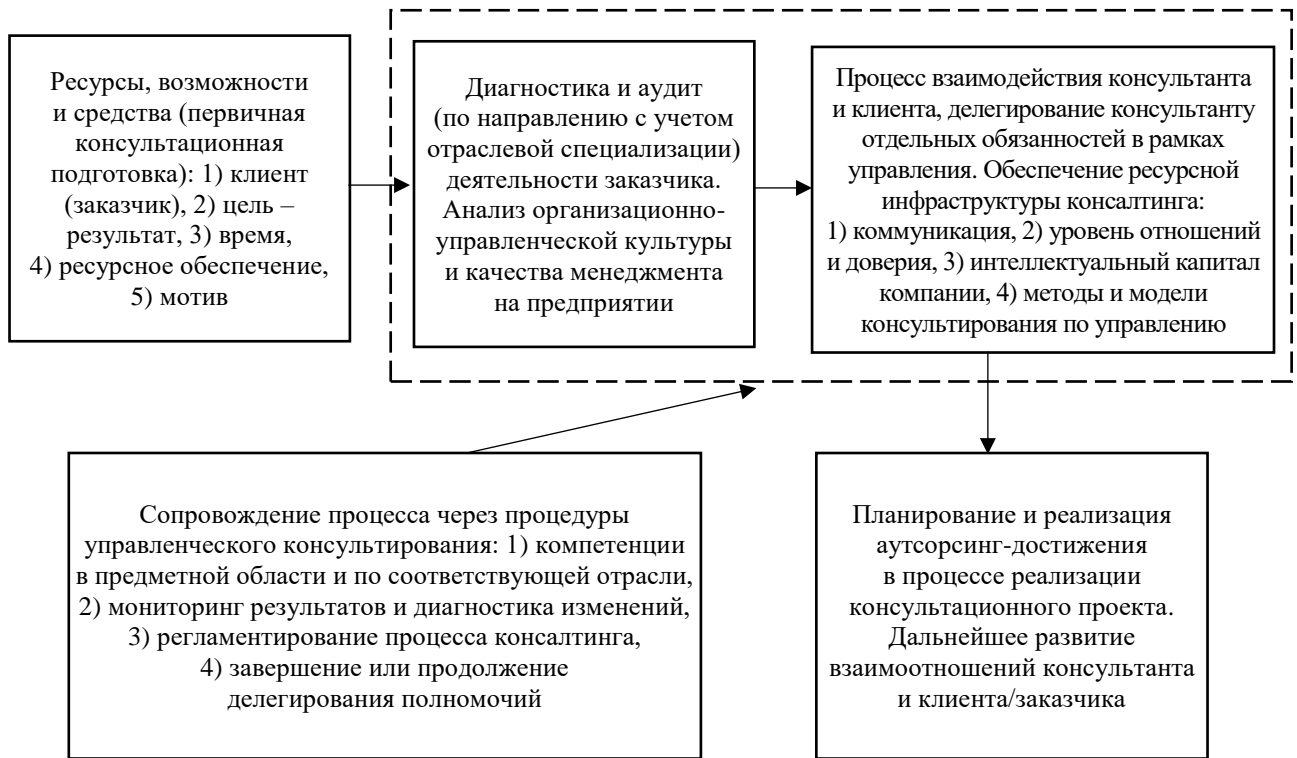 Ресурсы, возможности
и средства (первичная
консультационная
подготовка): 1) клиент
(заказчик), 2) цель –
результат, 3) время,
4) ресурсное обеспечение,
5) мотив
Диагностика и аудит
(по направлению с учетом
отраслевой специализации)
деятельности заказчика.
Анализ организационно-
управленческой культуры
и качества менеджмента
на предприятии
Процесс взаимодействия консультанта
и клиента, делегирование консультанту
отдельных обязанностей в рамках
управления. Обеспечение ресурсной
инфраструктуры консалтинга:
1) коммуникация, 2) уровень отношений
и доверия, 3) интеллектуальный капитал
компании, 4) методы и модели
консультирования по управлению
Сопровождение процесса через процедуры
управленческого консультирования: 1) компетенции
в предметной области и по соответствующей отрасли,
2) мониторинг результатов и диагностика изменений,
3) регламентирование процесса консалтинга,
4) завершение или продолжение
делегирования полномочий
Планирование и реализация
аутсорсинг-достижения
в процессе реализации
консультационного проекта.
Дальнейшее развитие
взаимоотношений консультанта
и клиента/заказчика